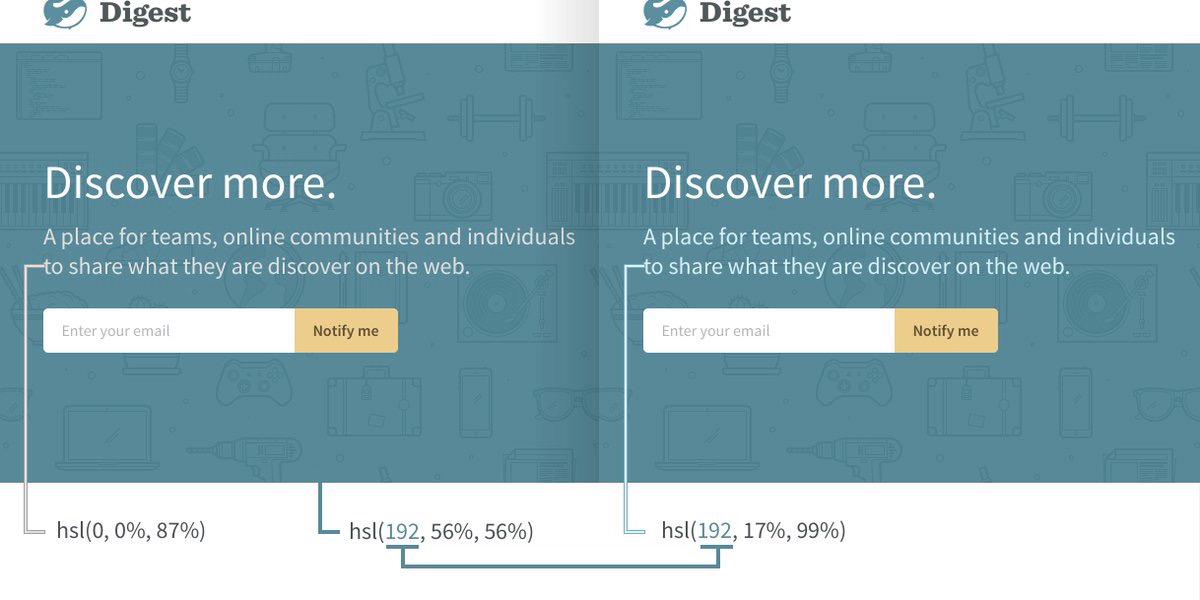 Digest
Discover more.
A place for teams, online communities and individuals
to share what they are discover on the web.
Enter your email
Notify me
Digest
Discover more.
A place for teams, online communities and individuals
to share what they are discover on the web.
Enter your email
Notify me
hsl(0, 0%, 87%)
hsl(192, 56%, 56%)
hsl(192, 17%, 99%)